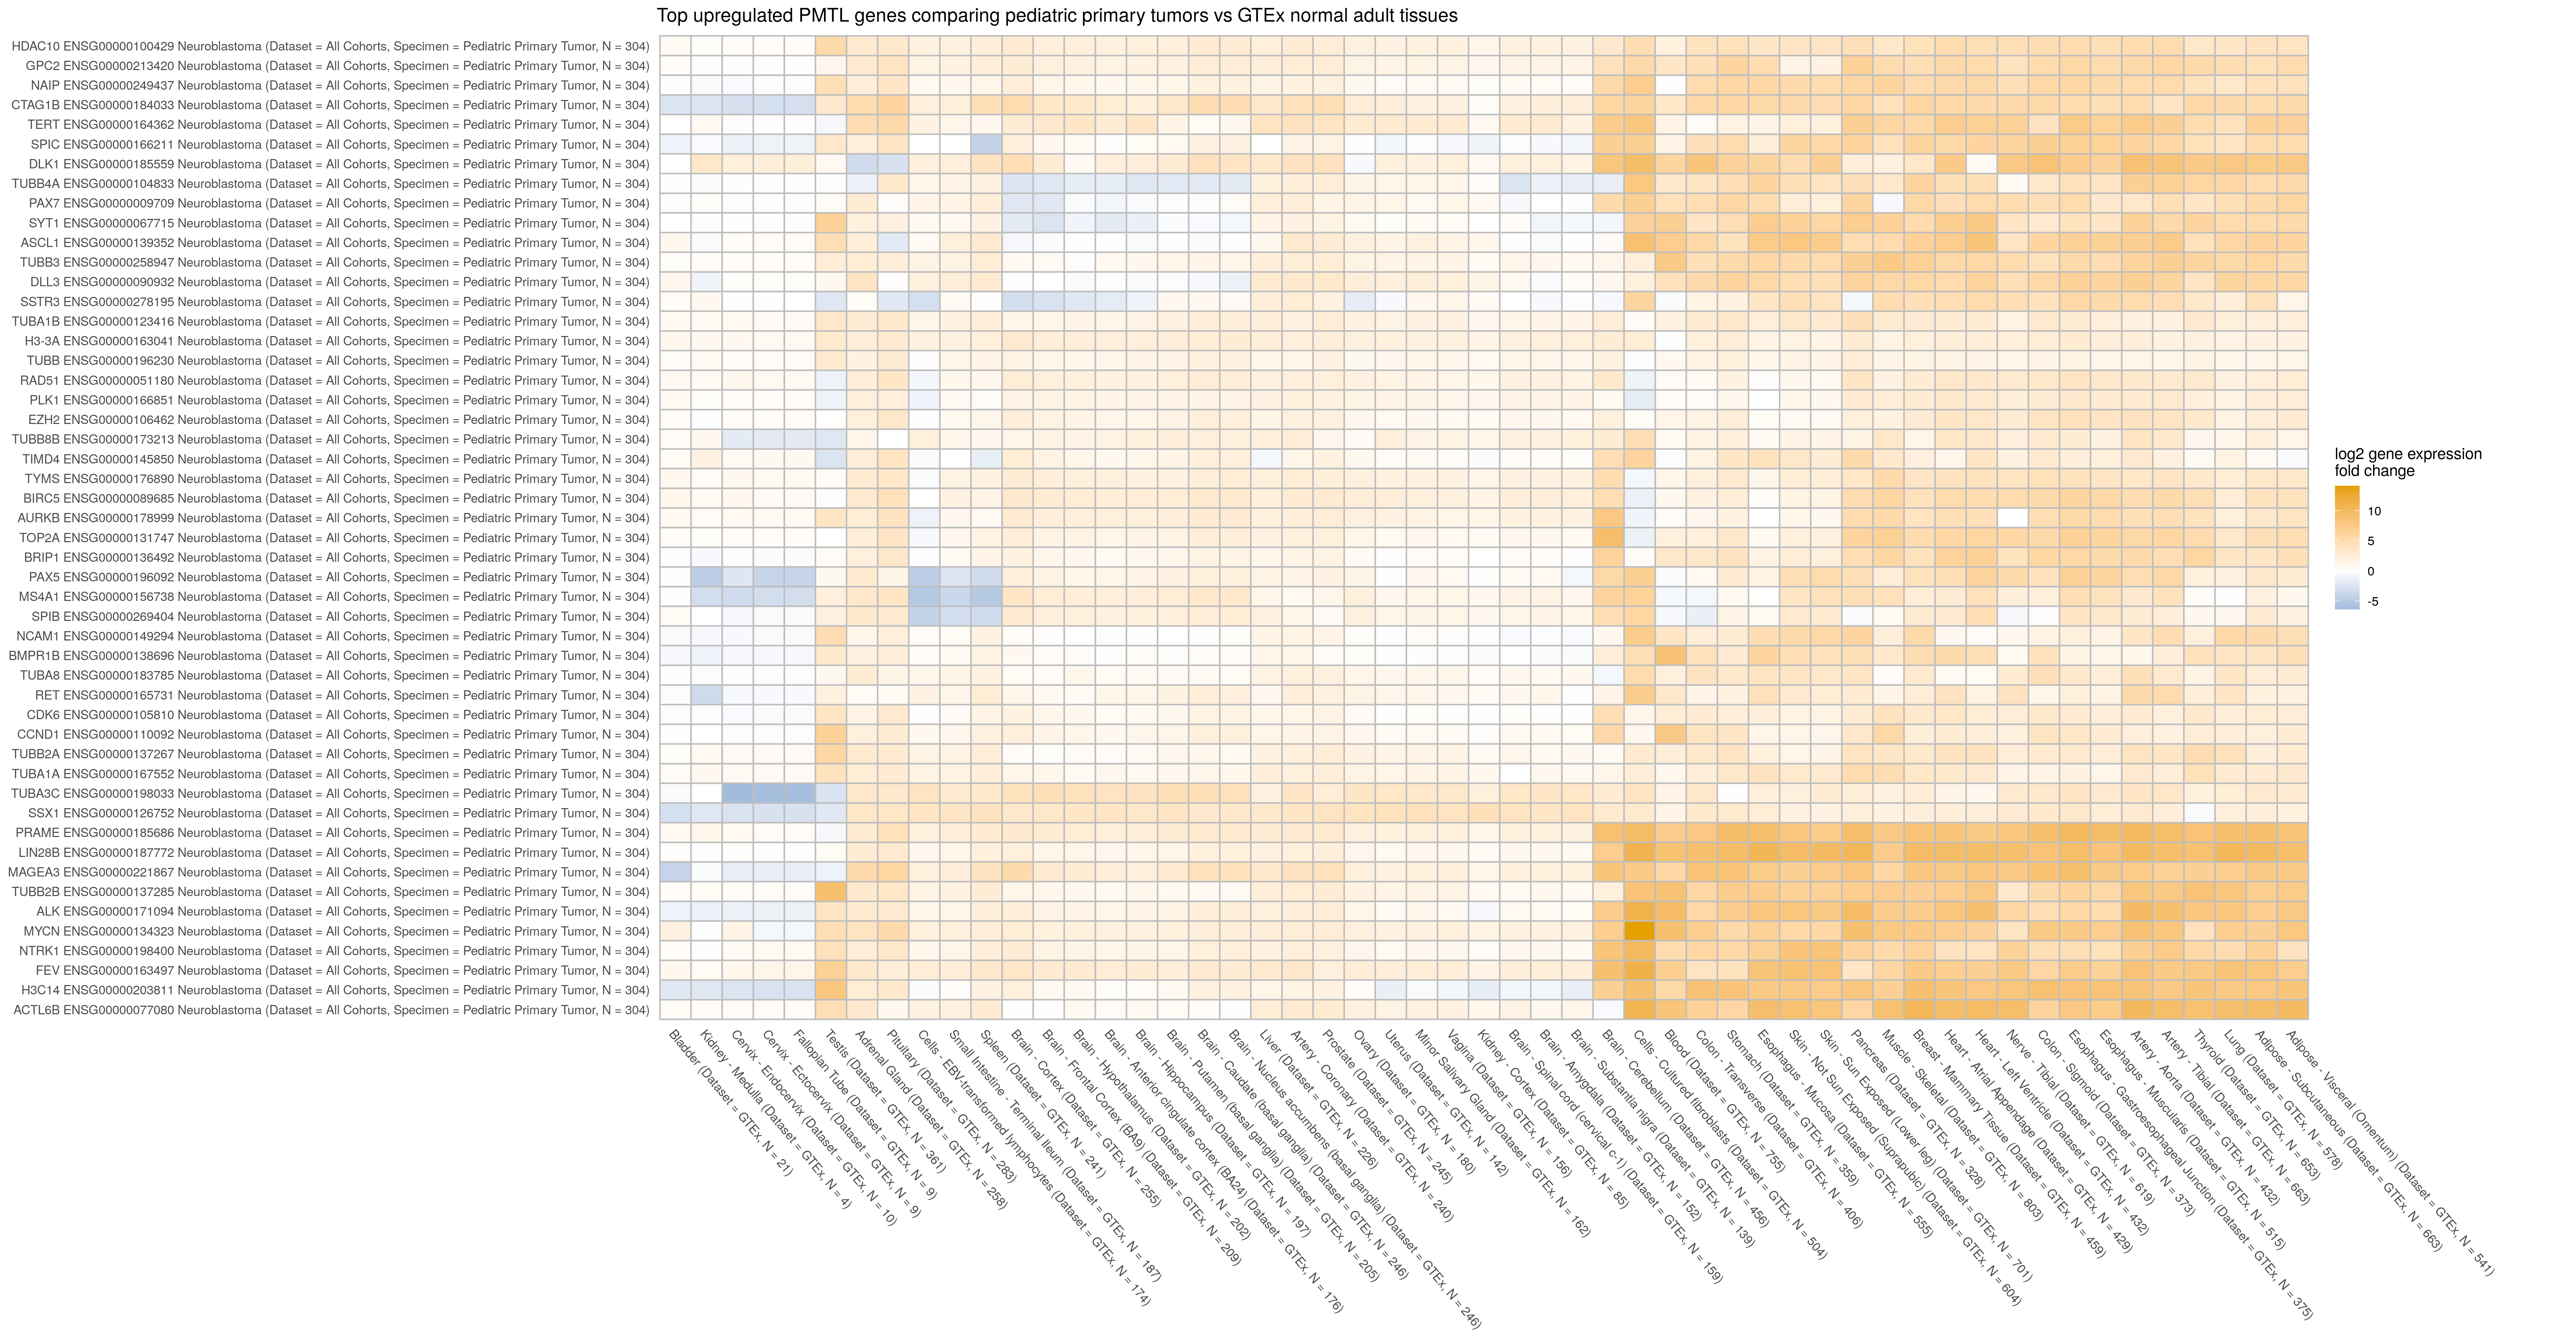 Top upregulated PMTL genes comparing pediatric primary tumors vs GTEx normal adult tissues
HDAC10 ENSG00000100429 Neuroblastoma (Dataset = All Cohorts, Specimen = Pediatric Primary Tumor, N = 304)
GPC2 ENSG00000213420 Neuroblastoma (Dataset = All Cohorts, Specimen = Pediatric Primary Tumor, N = 304)
NAIP ENSG00000249437 Neuroblastoma (Dataset = All Cohorts, Specimen = Pediatric Primary Tumor, N = 304)
CTAG1B ENSG00000184033 Neuroblastoma (Dataset = All Cohorts, Specimen = Pediatric Primary Tumor, N = 304)
TERT ENSG00000164362 Neuroblastoma (Dataset = All Cohorts, Specimen = Pediatric Primary Tumor, N = 304)
SPIC ENSG00000166211 Neuroblastoma (Dataset = All Cohorts, Specimen = Pediatric Primary Tumor, N = 304)
DLK1 ENSG00000185559 Neuroblastoma (Dataset = All Cohorts, Specimen = Pediatric Primary Tumor, N = 304)
TUBB4A ENSG00000104833 Neuroblastoma (Dataset = All Cohorts, Specimen = Pediatric Primary Tumor, N = 304)
PAX7 ENSG00000009709 Neuroblastoma (Dataset = All Cohorts, Specimen = Pediatric Primary Tumor, N = 304)
SYT1 ENSG00000067715 Neuroblastoma (Dataset = All Cohorts, Specimen = Pediatric Primary Tumor, N = 304)
ASCL1 ENSG00000139352 Neuroblastoma (Dataset = All Cohorts, Specimen = Pediatric Primary Tumor, N = 304)
TUBB3 ENSG00000258947 Neuroblastoma (Dataset = All Cohorts, Specimen = Pediatric Primary Tumor, N = 304)
DLL3 ENSG00000090932 Neuroblastoma (Dataset = All Cohorts, Specimen = Pediatric Primary Tumor, N = 304)
SSTR3 ENSG00000278195 Neuroblastoma (Dataset = All Cohorts, Specimen = Pediatric Primary Tumor, N = 304)
TUBA1B ENSG00000123416 Neuroblastoma (Dataset = All Cohorts, Specimen = Pediatric Primary Tumor, N = 304)
H3-3A ENSG00000163041 Neuroblastoma (Dataset = All Cohorts, Specimen = Pediatric Primary Tumor, N = 304)
TUBB ENSG00000196230 Neuroblastoma (Dataset = All Cohorts, Specimen = Pediatric Primary Tumor, N = 304)
RAD51 ENSG00000051180 Neuroblastoma (Dataset = All Cohorts, Specimen = Pediatric Primary Tumor, N = 304)
PLK1 ENSG00000166851 Neuroblastoma (Dataset = All Cohorts, Specimen = Pediatric Primary Tumor, N = 304)
EZH2 ENSG00000106462 Neuroblastoma (Dataset = All Cohorts, Specimen = Pediatric Primary Tumor, N = 304)
TUBB8B ENSG00000173213 Neuroblastoma (Dataset = All Cohorts, Specimen = Pediatric Primary Tumor, N = 304)
TIMD4 ENSG00000145850 Neuroblastoma (Dataset = All Cohorts, Specimen = Pediatric Primary Tumor, N = 304)
TYMS ENSG00000176890 Neuroblastoma (Dataset = All Cohorts, Specimen = Pediatric Primary Tumor, N = 304)
BIRC5 ENSG00000089685 Neuroblastoma (Dataset = All Cohorts, Specimen = Pediatric Primary Tumor, N = 304)
AURKB ENSG00000178999 Neuroblastoma (Dataset = All Cohorts, Specimen = Pediatric Primary Tumor, N = 304)
TOP2A ENSG00000131747 Neuroblastoma (Dataset = All Cohorts, Specimen = Pediatric Primary Tumor, N = 304)
BRIP1 ENSG00000136492 Neuroblastoma (Dataset = All Cohorts, Specimen = Pediatric Primary Tumor, N = 304)
PAX5 ENSG00000196092 Neuroblastoma (Dataset = All Cohorts, Specimen = Pediatric Primary Tumor, N = 304)
MS4A1 ENSG00000156738 Neuroblastoma (Dataset = All Cohorts, Specimen = Pediatric Primary Tumor, N = 304)
SPIB ENSG00000269404 Neuroblastoma (Dataset = All Cohorts, Specimen = Pediatric Primary Tumor, N = 304)
NCAM1 ENSG00000149294 Neuroblastoma (Dataset = All Cohorts, Specimen = Pediatric Primary Tumor, N = 304)
BMPR1B ENSG00000138696 Neuroblastoma (Dataset = All Cohorts, Specimen = Pediatric Primary Tumor, N = 304)
TUBA8 ENSG00000183785 Neuroblastoma (Dataset = All Cohorts, Specimen = Pediatric Primary Tumor, N = 304)
RET ENSG00000165731 Neuroblastoma (Dataset = All Cohorts, Specimen = Pediatric Primary Tumor, N = 304)
CDK6 ENSG00000105810 Neuroblastoma (Dataset = All Cohorts, Specimen = Pediatric Primary Tumor, N = 304)
CCND1 ENSG00000110092 Neuroblastoma (Dataset = All Cohorts, Specimen = Pediatric Primary Tumor, N = 304)
TUBB2A ENSG00000137267 Neuroblastoma (Dataset = All Cohorts, Specimen = Pediatric Primary Tumor, N = 304)
TUBA1A ENSG00000167552 Neuroblastoma (Dataset = All Cohorts, Specimen = Pediatric Primary Tumor, N = 304)
TUBA3C ENSG00000198033 Neuroblastoma (Dataset = All Cohorts, Specimen = Pediatric Primary Tumor, N = 304)
SSX1 ENSG00000126752 Neuroblastoma (Dataset = All Cohorts, Specimen = Pediatric Primary Tumor, N = 304)
PRAME ENSG00000185686 Neuroblastoma (Dataset = All Cohorts, Specimen = Pediatric Primary Tumor, N = 304)
LIN28B ENSG00000187772 Neuroblastoma (Dataset = All Cohorts, Specimen = Pediatric Primary Tumor, N = 304)
MAGEA3 ENSG00000221867 Neuroblastoma (Dataset = All Cohorts, Specimen = Pediatric Primary Tumor, N = 304)
TUBB2B ENSG00000137285 Neuroblastoma (Dataset = All Cohorts, Specimen = Pediatric Primary Tumor, N = 304)
ALK ENSG00000171094 Neuroblastoma (Dataset = All Cohorts, Specimen = Pediatric Primary Tumor, N = 304)
MYCN ENSG00000134323 Neuroblastoma (Dataset = All Cohorts, Specimen = Pediatric Primary Tumor, N = 304)
NTRK1 ENSG00000198400 Neuroblastoma (Dataset = All Cohorts, Specimen = Pediatric Primary Tumor, N = 304)
FEV ENSG00000163497 Neuroblastoma (Dataset = All Cohorts, Specimen = Pediatric Primary Tumor, N = 304)
H3C14 ENSG00000203811 Neuroblastoma (Dataset = All Cohorts, Specimen = Pediatric Primary Tumor, N = 304)
ACTL6B ENSG00000077080 Neuroblastoma (Dataset = All Cohorts, Specimen = Pediatric Primary Tumor, N = 304)
Bladder (Dataset = GTEx, N = 21)
Kidney - Medulla (Dataset = GTEx, N = 4)
Cervix - Endocervix (Dataset = GTEx, N = 10)
Cervix - Ectocervix (Dataset = GTEx, N = 9)
Fallopian Tube (Dataset = GTEx, N = 9)
Testis (Dataset = GTEx, N = 361)
Adrenal Gland (Dataset = GTEx, N = 258)
Pituitary (Dataset = GTEx, N = 283)
Cells - EBV-transformed lymphocytes (Dataset = GTEx, N = 174)
Small Intestine - Terminal Ileum (Dataset = GTEx, N = 187)
Spleen (Dataset = GTEx, N = 241)
Brain - Cortex (Dataset = GTEx, N = 255)
Brain - Frontal Cortex (BA9) (Dataset = GTEx, N = 209)
Brain - Hypothalamus (Dataset = GTEx, N = 202)
Brain - Anterior cingulate cortex (BA24) (Dataset = GTEx, N = 176)
Brain - Hippocampus (Dataset = GTEx, N = 197)
Brain - Putamen (basal ganglia) (Dataset = GTEx, N = 205)
Brain - Caudate (basal ganglia) (Dataset = GTEx, N = 246)
Brain - Nucleus accumbens (basal ganglia) (Dataset = GTEx, N = 246)
Liver (Dataset = GTEx, N = 226)
Artery - Coronary (Dataset = GTEx, N = 240)
Prostate (Dataset = GTEx, N = 245)
Ovary (Dataset = GTEx, N = 180)
Uterus (Dataset = GTEx, N = 142)
Minor Salivary Gland (Dataset = GTEx, N = 162)
Vagina (Dataset = GTEx, N = 156)
Kidney - Cortex (Dataset = GTEx, N = 85)
Brain - Spinal cord (cervical c-1) (Dataset = GTEx, N = 159)
Brain - Amygdala (Dataset = GTEx, N = 152)
Brain - Substantia nigra (Dataset = GTEx, N = 139)
Brain - Cerebellum (Dataset = GTEx, N = 456)
Cells - Cultured fibroblasts (Dataset = GTEx, N = 504)
Blood (Dataset = GTEx, N = 755)
Colon - Transverse (Dataset = GTEx, N = 406)
Stomach (Dataset = GTEx, N = 359)
Esophagus - Mucosa (Dataset = GTEx, N = 555)
Skin - Not Sun Exposed (Suprapubic) (Dataset = GTEx, N = 604)
Skin - Sun Exposed (Lower leg) (Dataset = GTEx, N = 701)
Pancreas (Dataset = GTEx, N = 328)
Muscle - Skeletal (Dataset = GTEx, N = 803)
Breast - Mammary Tissue (Dataset = GTEx, N = 459)
Heart - Atrial Appendage (Dataset = GTEx, N = 429)
Heart - Left Ventricle (Dataset = GTEx, N = 432)
Nerve - Tibial (Dataset = GTEx, N = 619)
Colon - Sigmoid (Dataset = GTEx, N = 373)
Esophagus - Gastroesophageal Junction (Dataset = GTEx, N = 375)
Esophagus - Muscularis (Dataset = GTEx, N = 515)
Artery - Aorta (Dataset = GTEx, N = 432)
Artery - Tibial (Dataset = GTEx, N = 663)
Thyroid (Dataset = GTEx, N = 653)
Lung (Dataset = GTEx, N = 578)
Adipose - Subcutaneous (Dataset = GTEx, N = 663)
Adipose - Visceral (Omentum) (Dataset = GTEx, N = 541)
log2 gene expression
fold change
10
5
0
-5